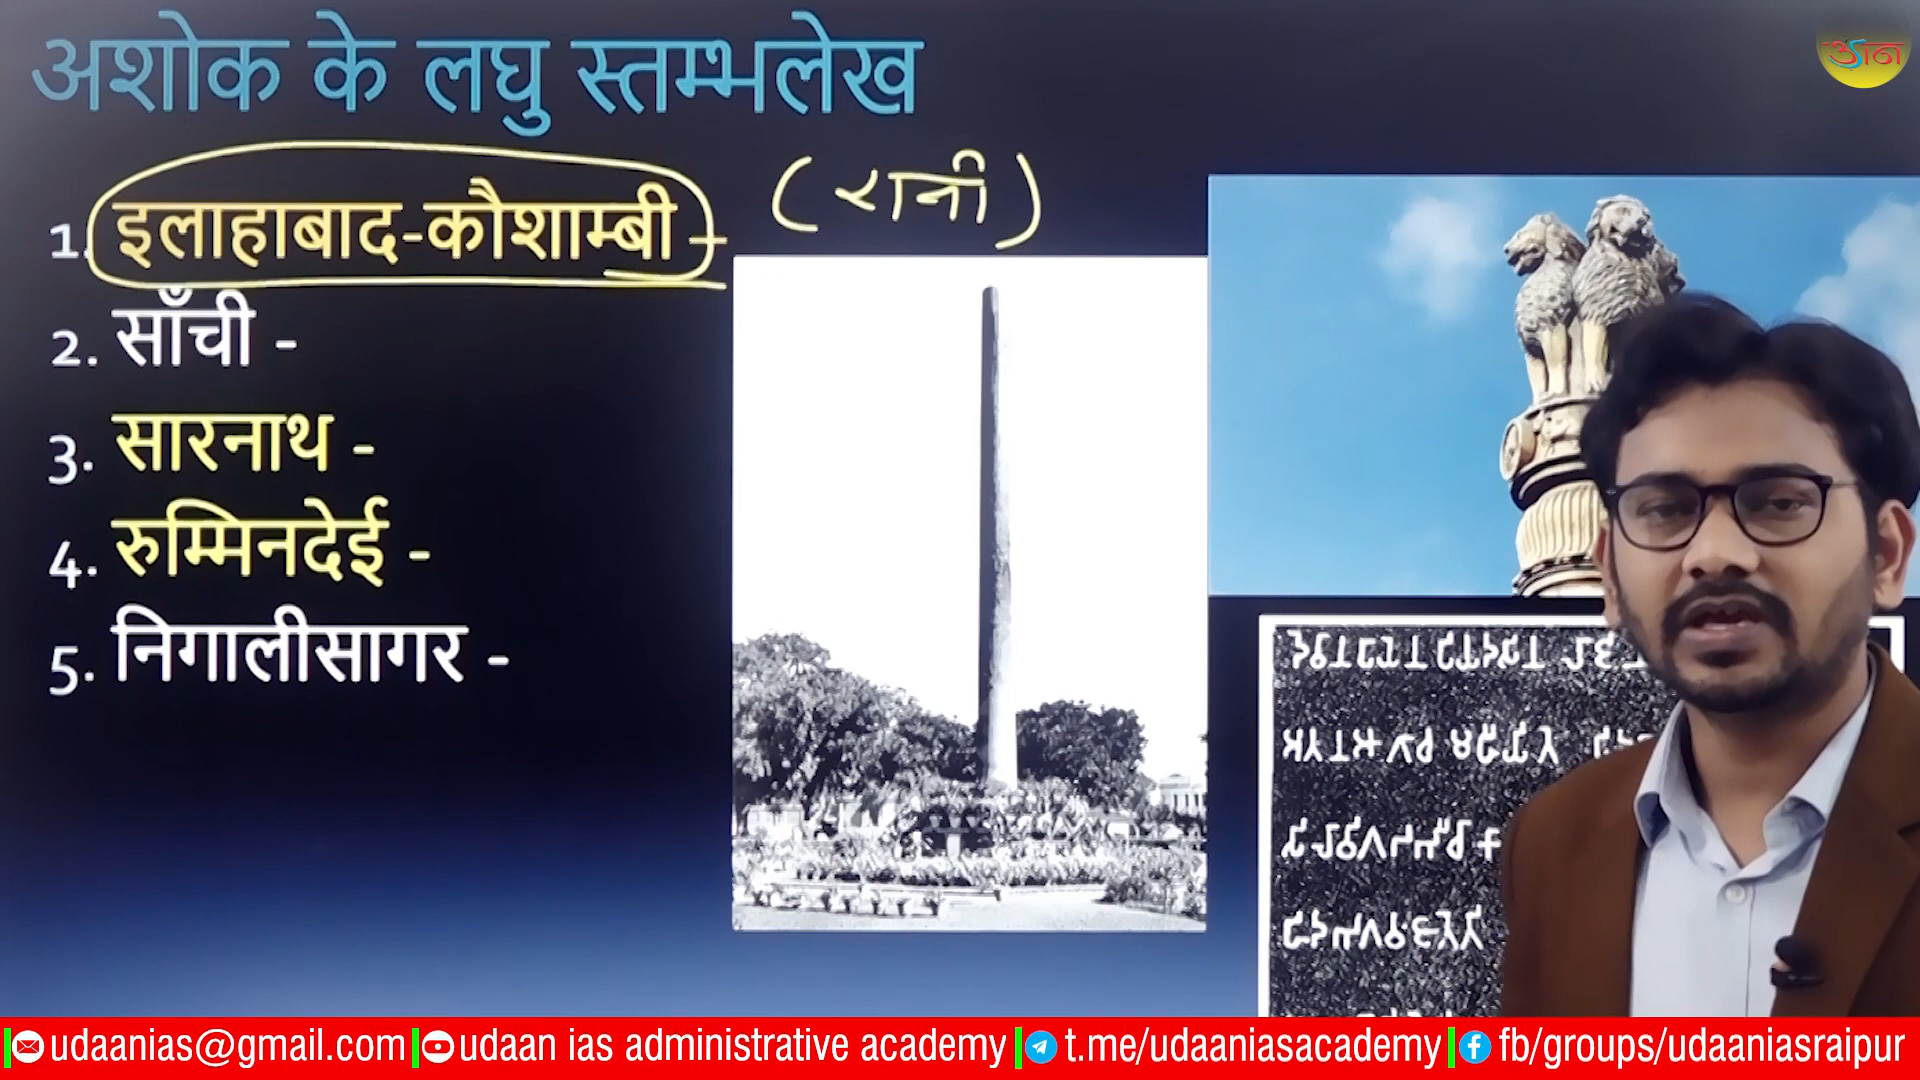 अशोक के लघु स्तम्भलेख
1. इलाहाबाद-कौशाम्बी - (रानी)
2. साँची -
3. सारनाथ -
4. रुम्मिनदेई -
5. निगालीसागर -
उड़ान
udaanias@gmail.com udaan ias administrative academy t.me/udaaniasacademy fb/groups/udaaniasraipur